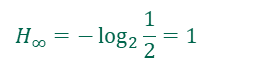 H∞ = − log₂ 1/2 = 1